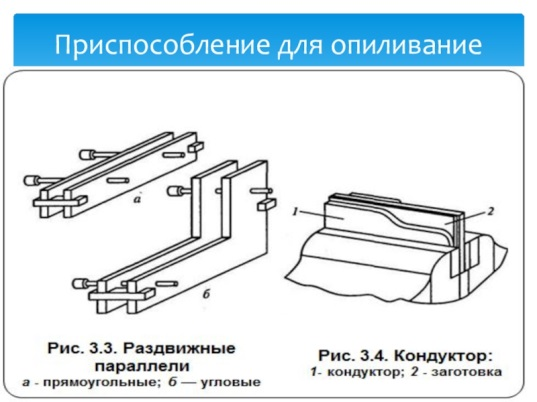 Приспособление для опиливание
а
б
1
2
Рис. 3.3. Раздвижные
параллели
а - прямоугольные; б — угловые
Рис. 3.4. Кондуктор:
1- кондуктор; 2 - заготовка